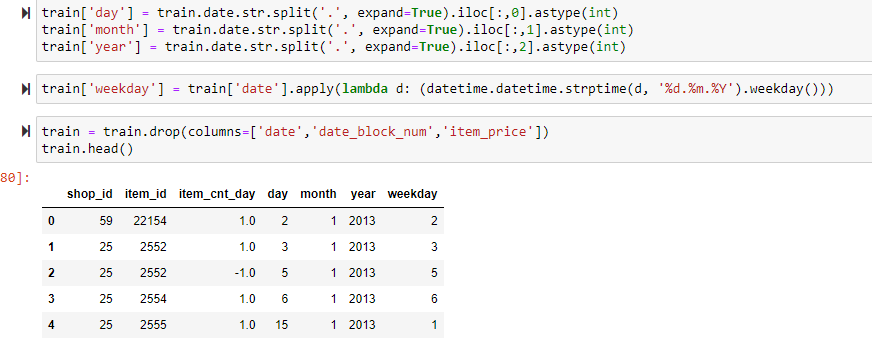 train['day'] = train.date.str.split('.', expand=True).iloc[:,0].astype(int)
train['month'] = train.date.str.split('.', expand=True).iloc[:,1].astype(int)
train['year'] = train.date.str.split('.', expand=True).iloc[:,2].astype(int)
train['weekday'] = train['date'].apply(lambda d: (datetime.datetime.strptime(d, '%d.%m.%Y').weekday()))
train = train.drop(columns=['date','date_block_num','item_price'])
train.head()
80]:
shop_id item_id item_cnt_day day month year weekday
0 59 22154 1.0 2 1 2013 2
1 25 2552 1.0 3 1 2013 3
2 25 2552 -1.0 5 1 2013 5
3 25 2554 1.0 6 1 2013 6
4 25 2555 1.0 15 1 2013 1